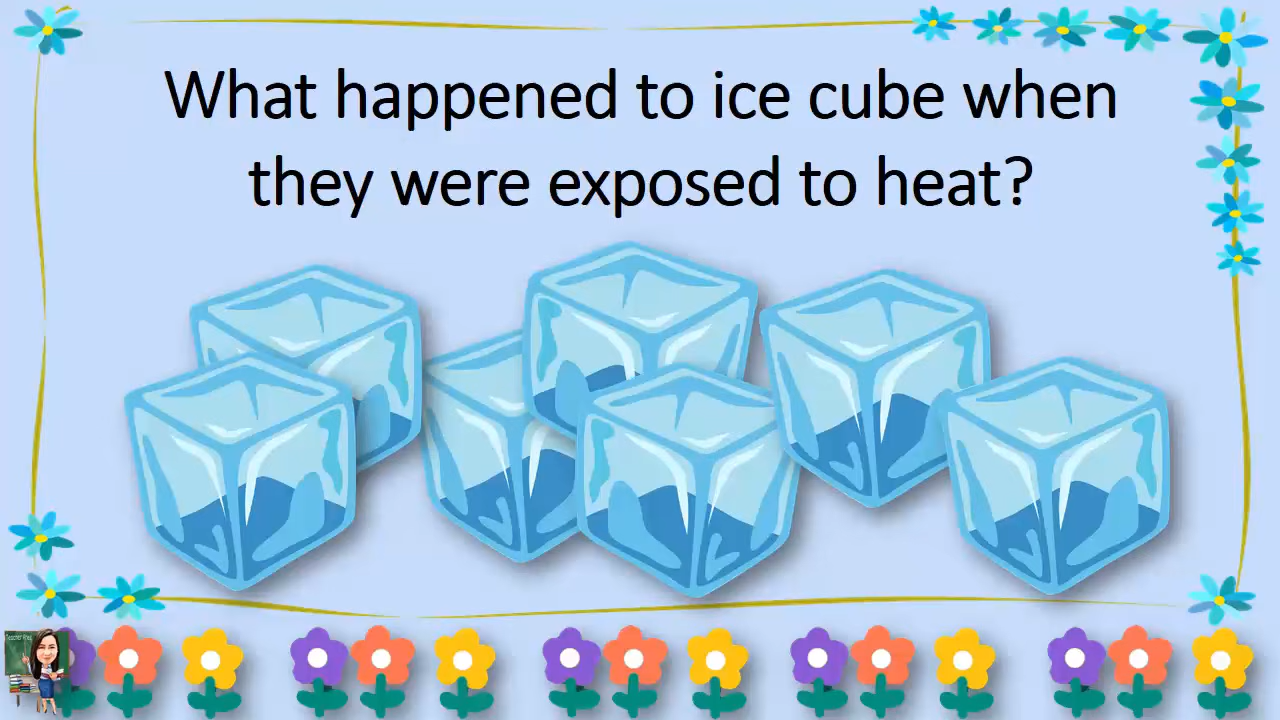 What happened to ice cube when
they were exposed to heat?